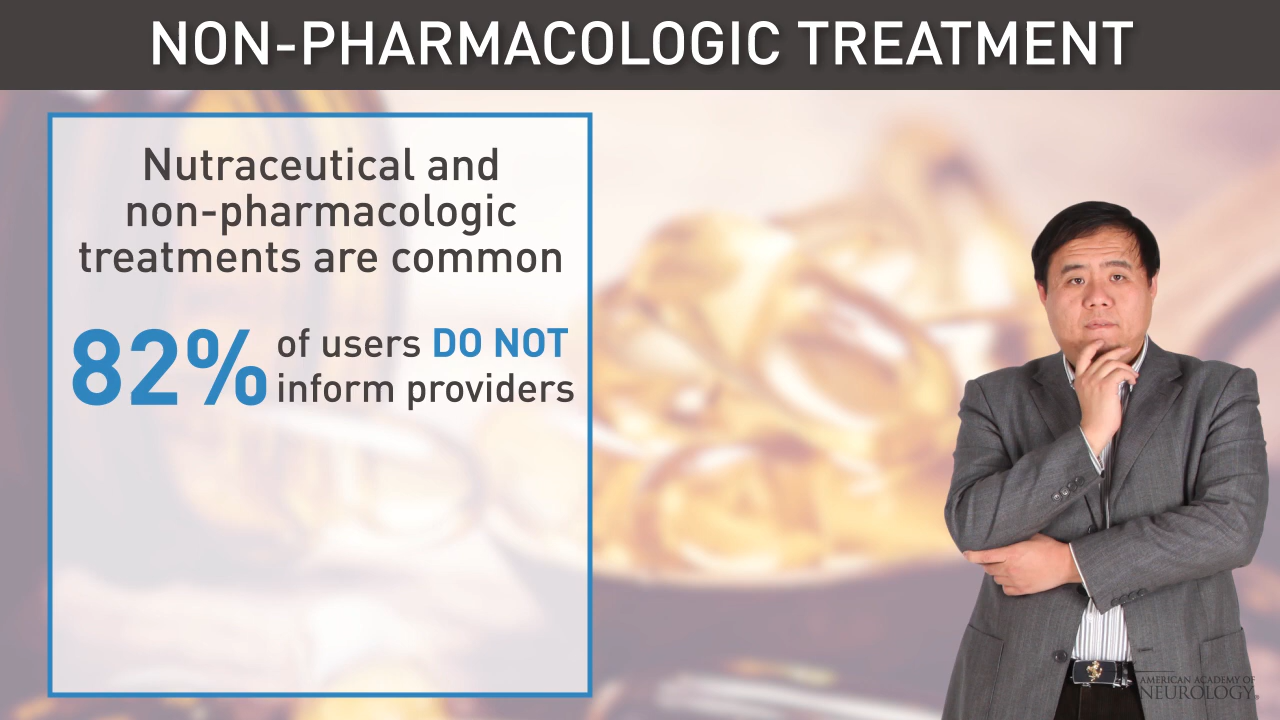 NON-PHARMACOLOGIC TREATMENT
Nutraceutical and
non-pharmacologic
treatments are common
82% of users DO NOT
inform providers
AMERICAN ACADEMY OF
NEUROLOGY®